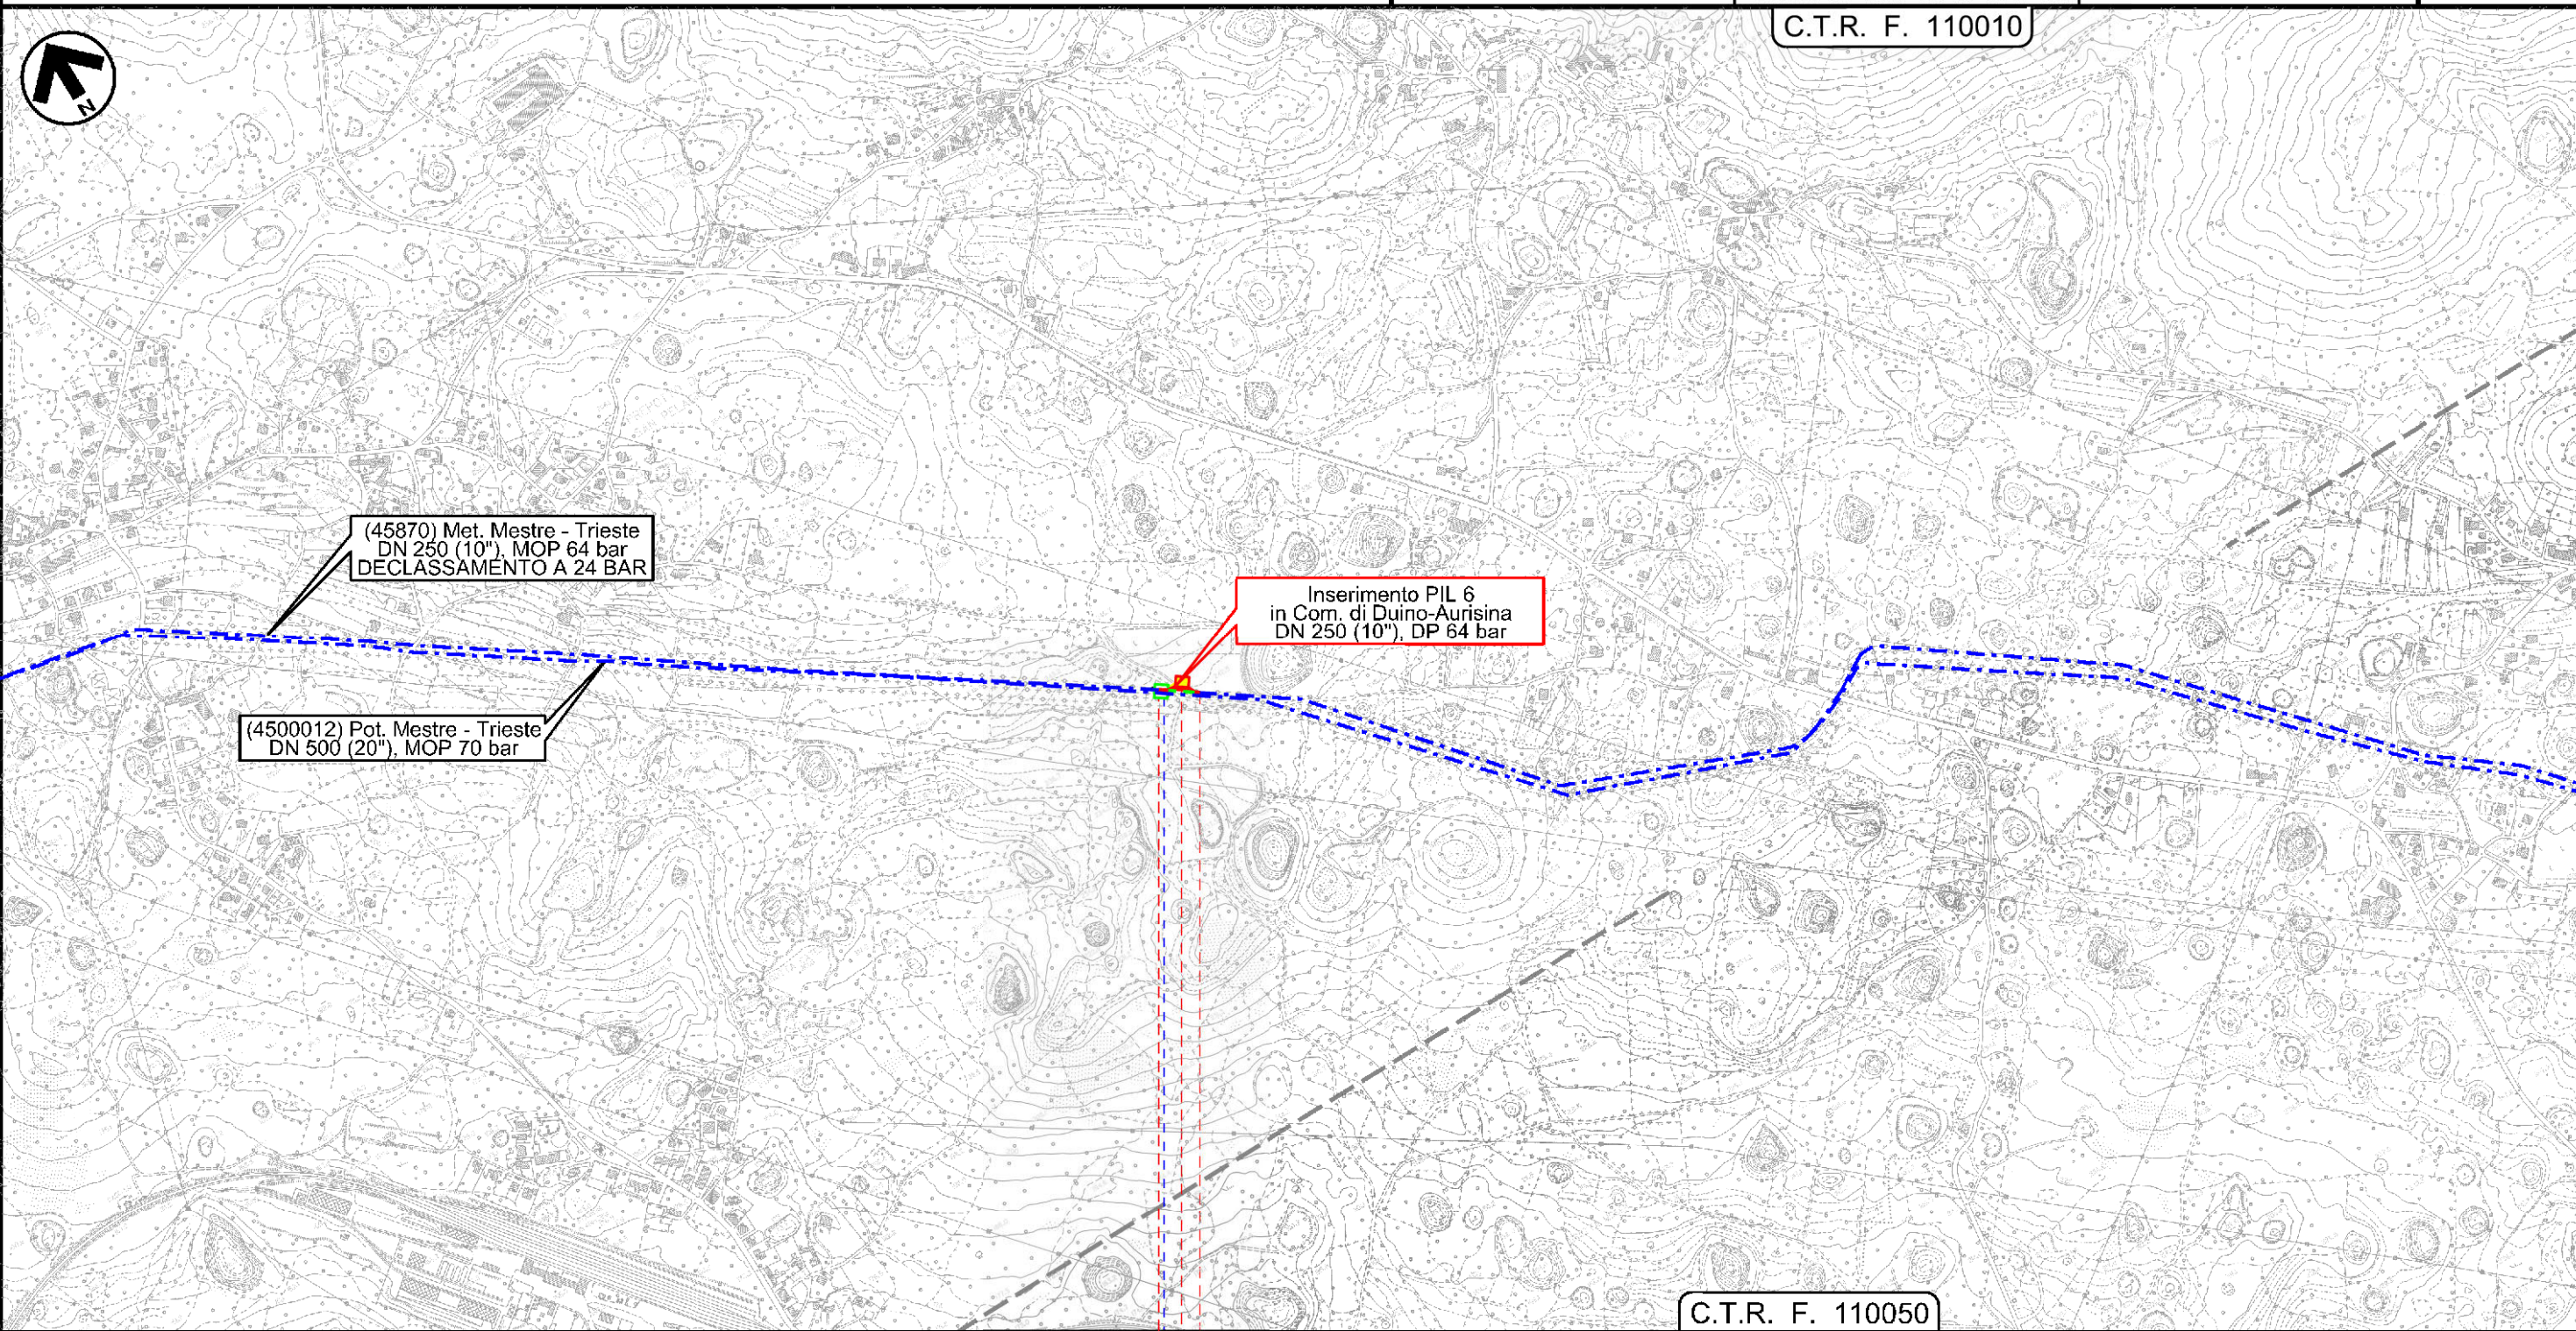 C.T.R. F. 110010
N
(45870) Met. Mestre - Trieste
DN 250 (10"), MOP 64 bar
DECLASSAMENTO A 24 BAR
Inserimento PIL 6
in Com. di Duino-Aurisina
DN 250 (10"), DP 64 bar
(4500012) Pot. Mestre - Trieste
DN 500 (20"), MOP 70 bar
C.T.R. F. 110050